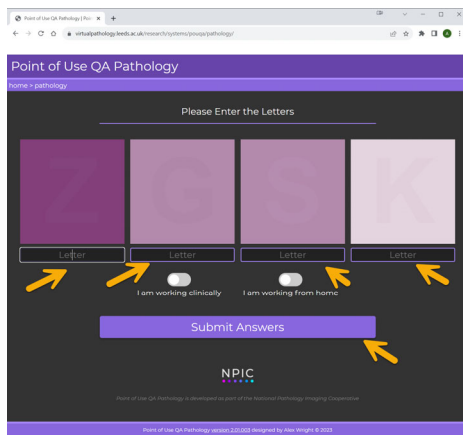 Point of Use QA Pathology | Poi
virtualpathology.leeds.ac.uk/research/systems/pouqa/pathology/
Point of Use QA Pathology
home > pathology
Please Enter the Letters
Z G S K
Letter Letter Letter Letter
I am working clinically I am working from home
Submit Answers
NPIC
Point of Use QA Pathology is developed as part of the National Pathology Imaging Cooperative
Point of Use QA Pathology version 2.01.003 designed by Alex Wright © 2023